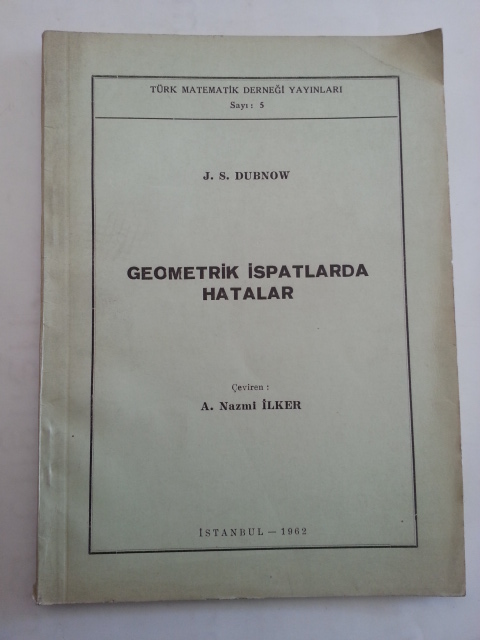 TÜRK MATEMATİK DERNEĞİ YAYINLARI
Sayı: 5
J. S. DUBNOW
GEOMETRİK İSPATLARDA
HATALAR
Çeviren :
A. Nazmi İLKER
İSTANBUL — 1962